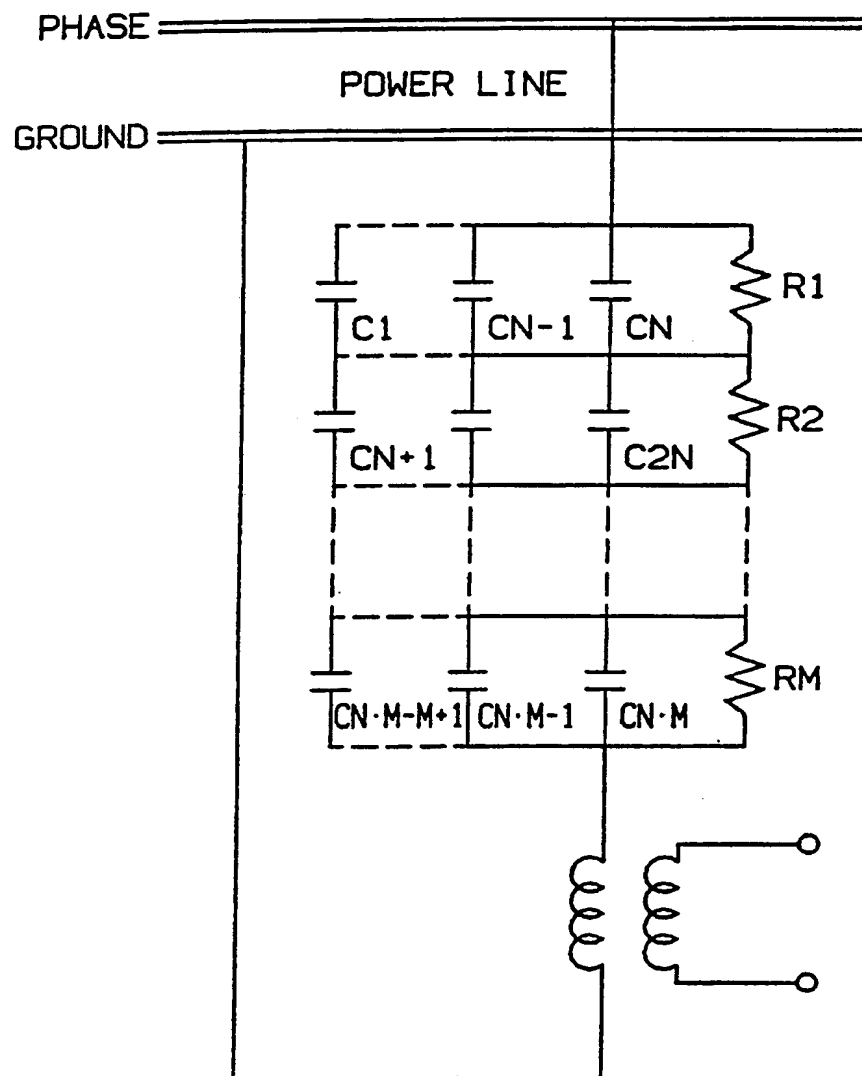 PHASE
POWER LINE
GROUND
C1
CN-1
CN
R1
CN+1
C2N
R2
CN·M-M+1
CN·M-1
CN·M
RM